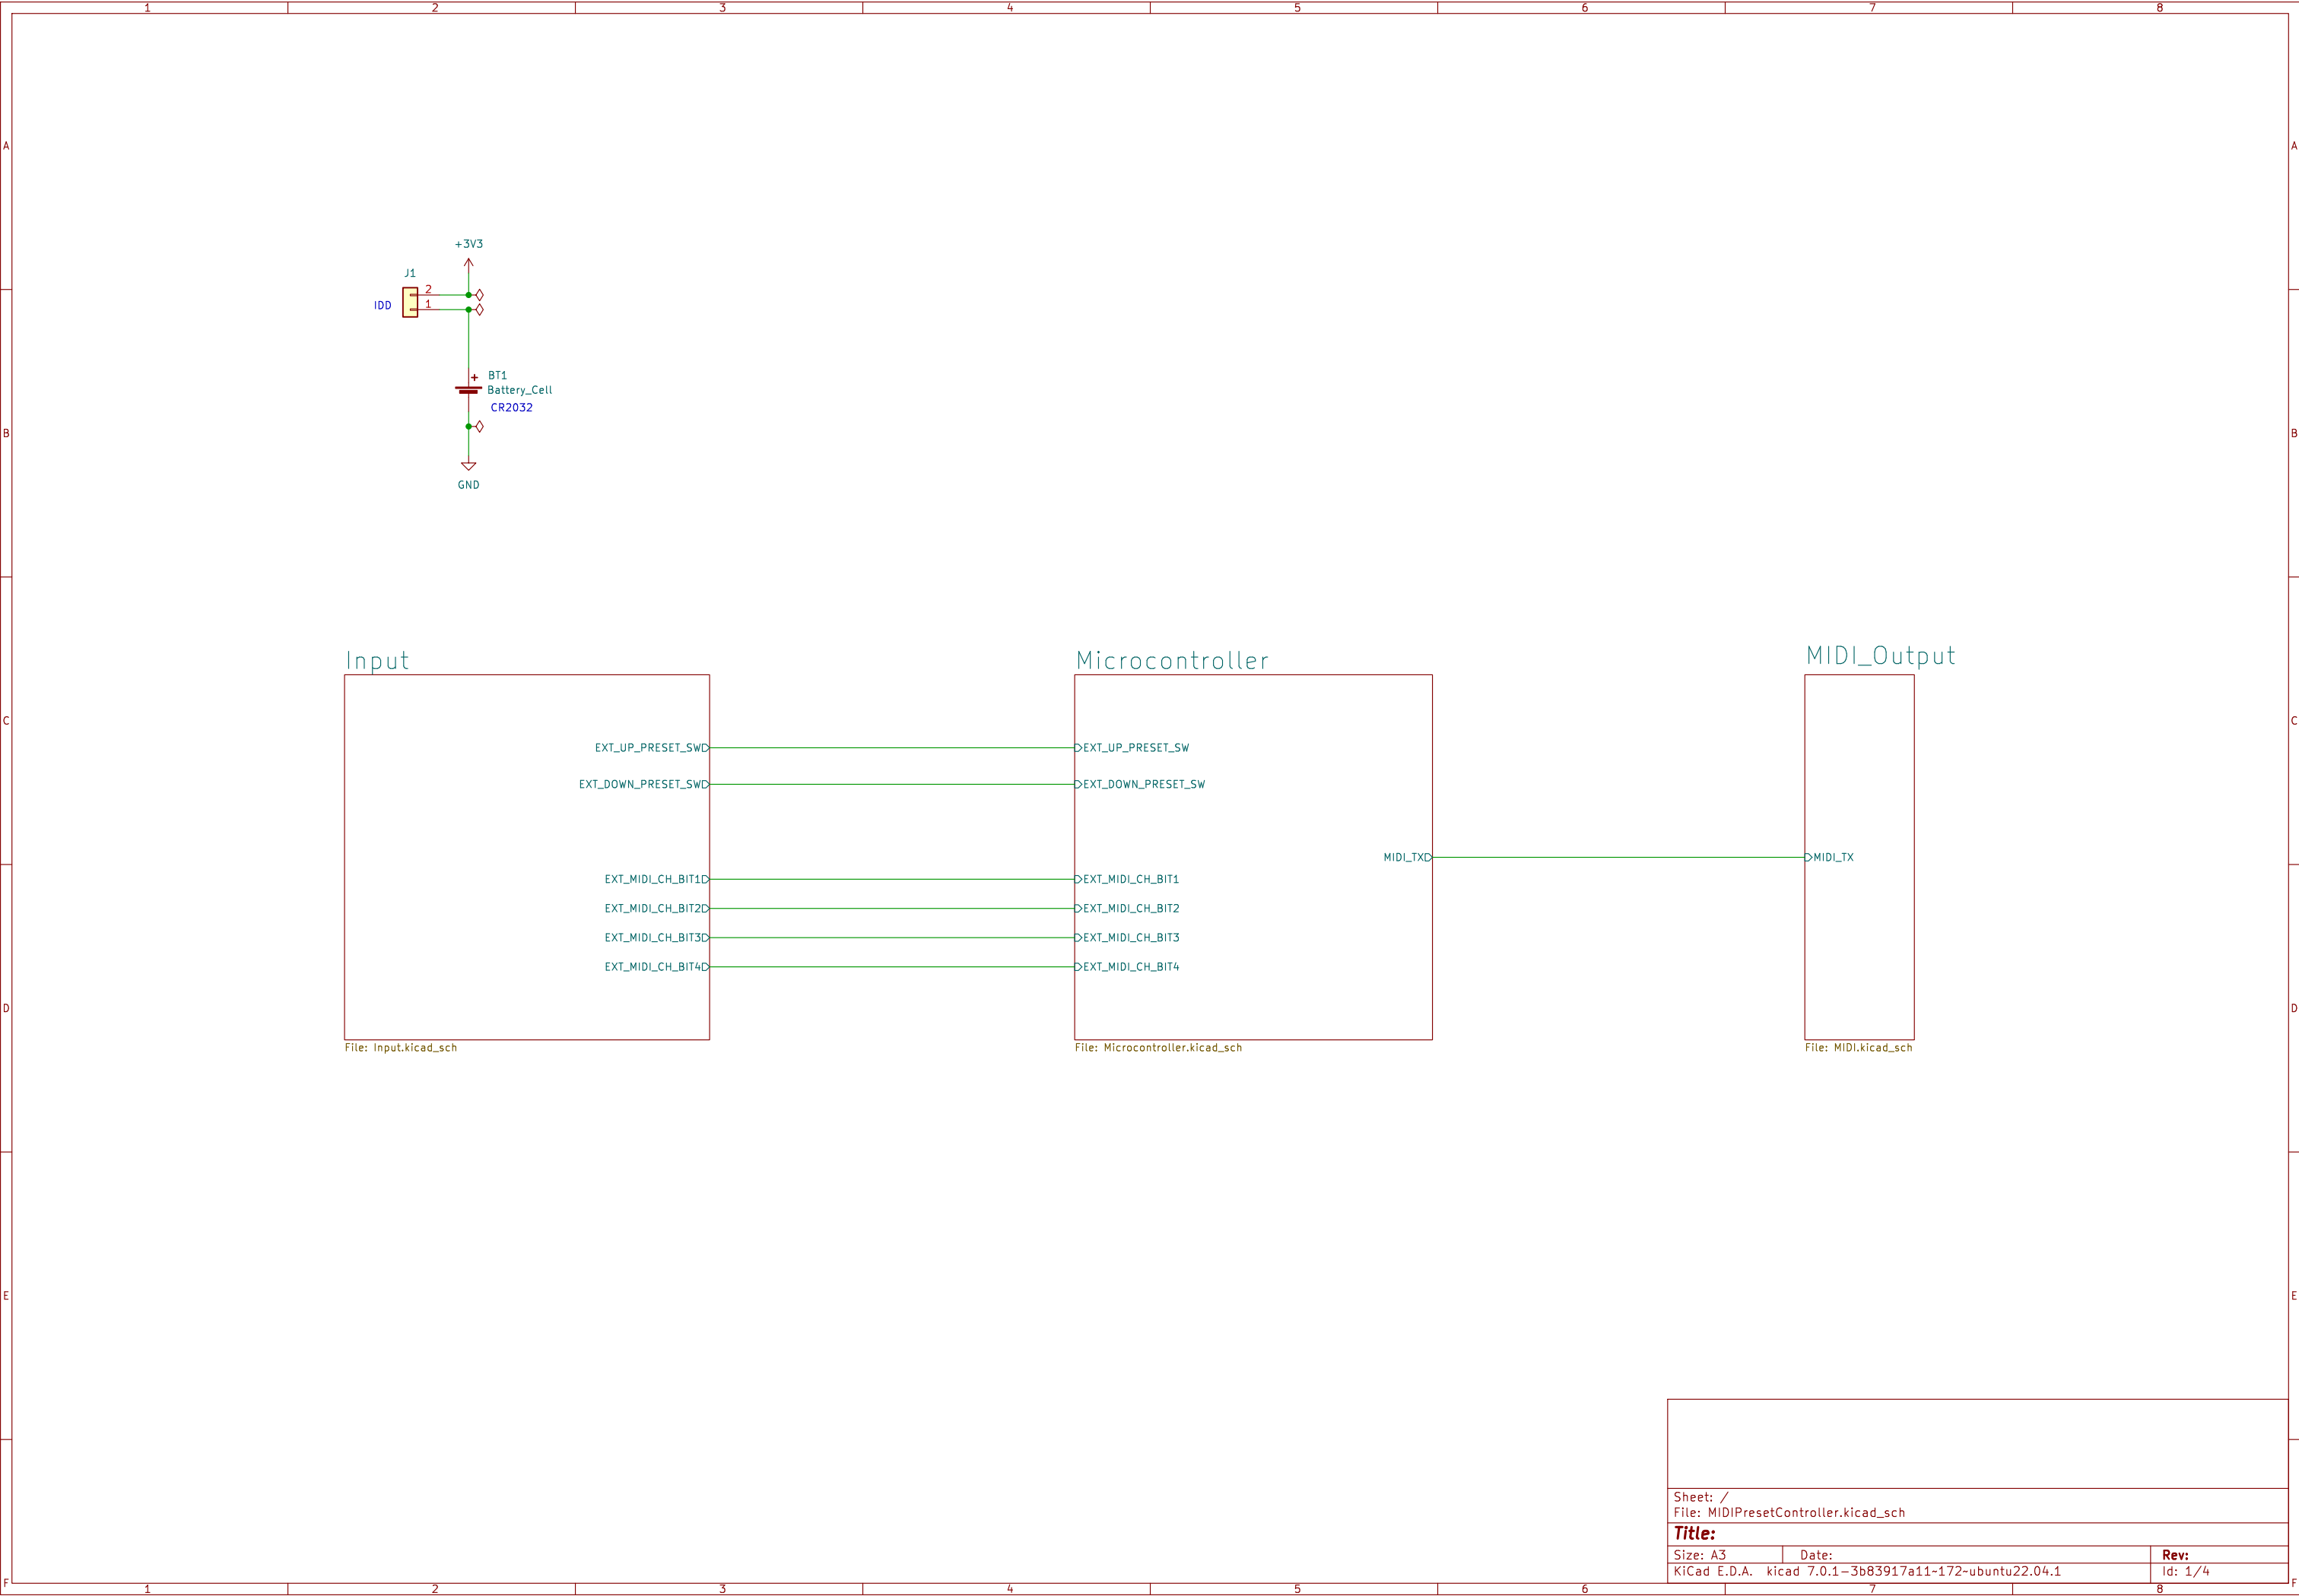 1 2 3 4 5 6 7 8
A A
+3V3
J1
2
IDD
1
BT1
Battery_Cell
CR2032
B B
GND
Input
Microcontroller
MIDI_Output
C C
EXT_UP_PRESET_SW EXT_UP_PRESET_SW
EXT_DOWN_PRESET_SW EXT_DOWN_PRESET_SW
MIDI_TX MIDI_TX
EXT_MIDI_CH_BIT1 EXT_MIDI_CH_BIT1
EXT_MIDI_CH_BIT2 EXT_MIDI_CH_BIT2
EXT_MIDI_CH_BIT3 EXT_MIDI_CH_BIT3
EXT_MIDI_CH_BIT4 EXT_MIDI_CH_BIT4
D D
File: Input.kicad_sch
File: Microcontroller.kicad_sch
File: MIDI.kicad_sch
E E
Sheet: /
File: MIDIPresetController.kicad_sch
Title:
Size: A3 Date: Rev:
KiCad E.D.A. kicad 7.0.1-3b83917a11~172~ubuntu22.04.1 Id: 1/4
F F
1 2 3 4 5 6 7 8